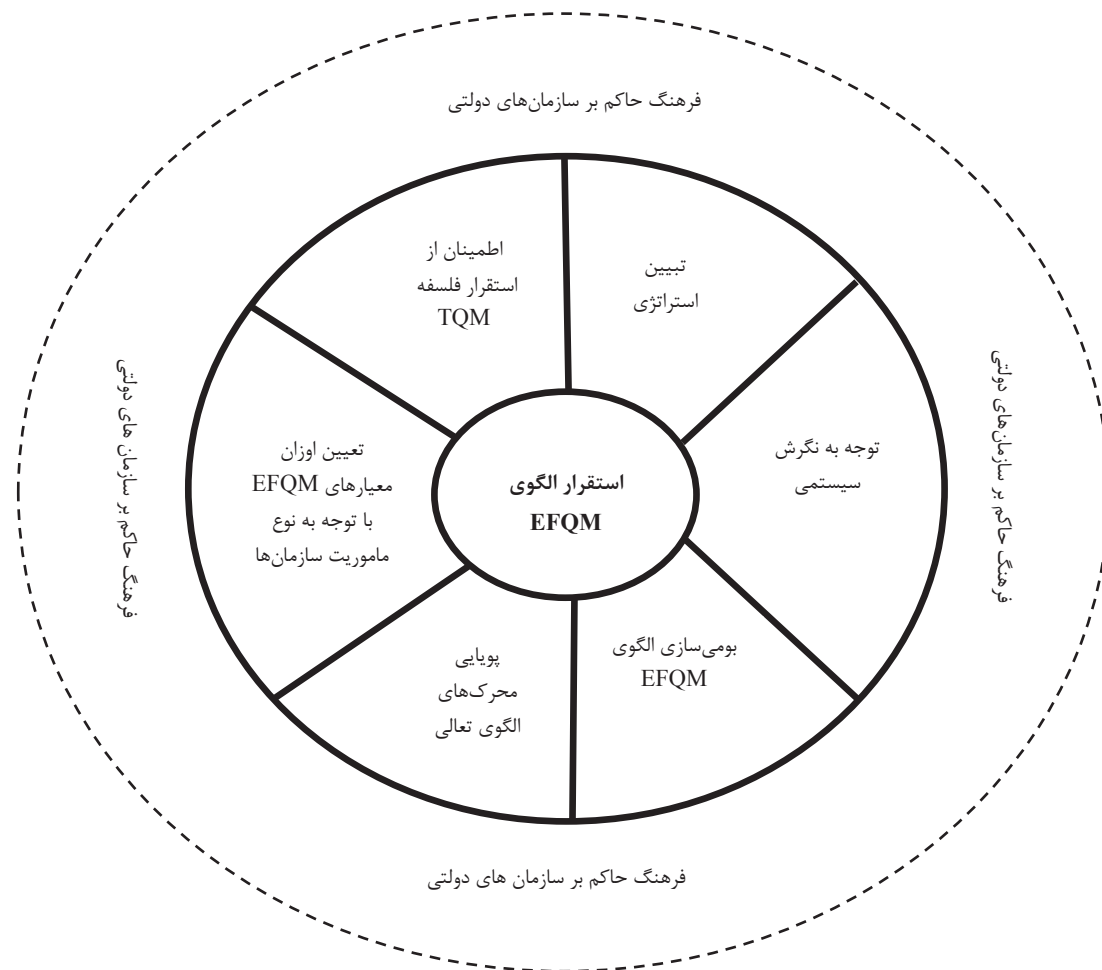 فرهنگ حاکم بر سازمان‌های دولتی
تبیین
استراتژی
اطمینان از
استقرار فلسفه
TQM
فرهنگ حاکم بر سازمان‌های دولتی
توجه به نگرش
سیستمی
استقرار الگوی
EFQM
تعیین اوزان
معیارهای EFQM
با توجه به نوع
ماموریت سازمان‌ها
فرهنگ حاکم بر سازمان های دولتی
بومی‌سازی الگوی
EFQM
پویایی
محرک‌های
الگوی تعالی
فرهنگ حاکم بر سازمان های دولتی